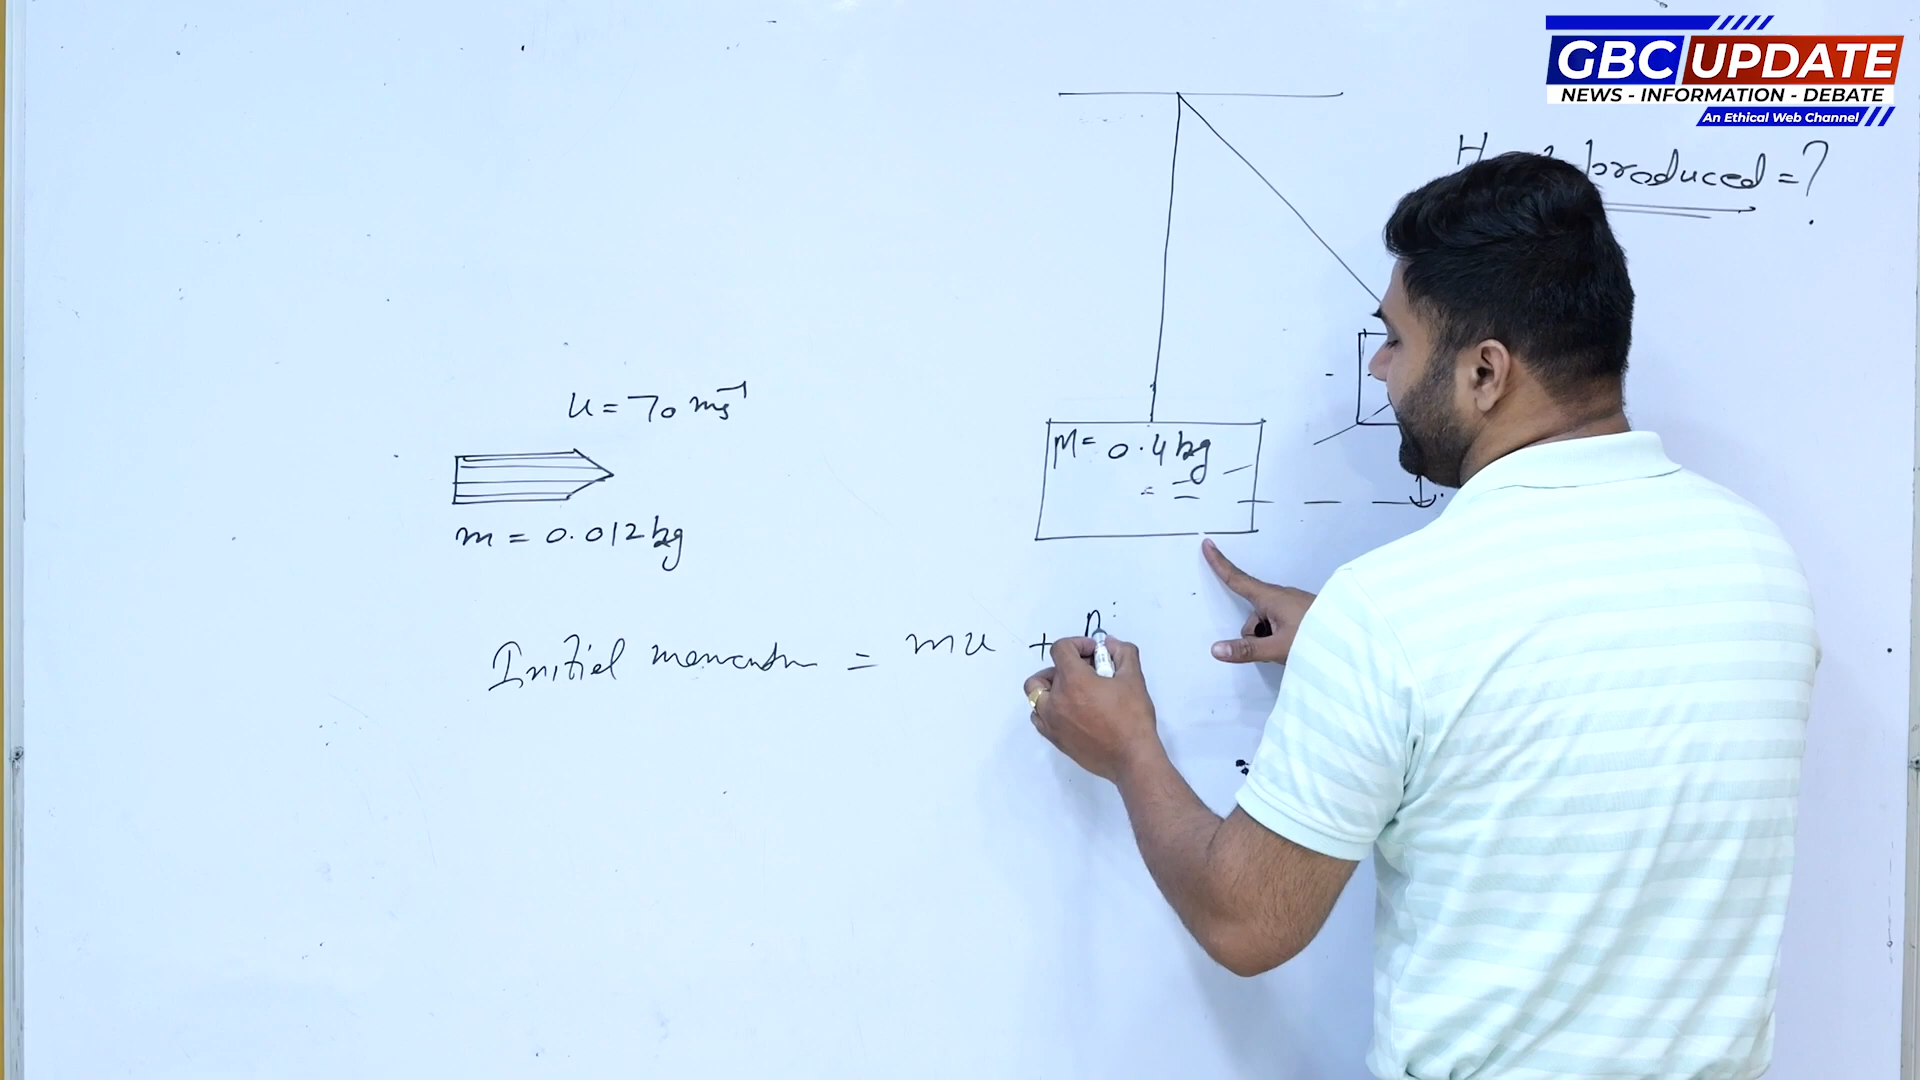 GBC UPDATE
NEWS - INFORMATION - DEBATE
An Ethical Web Channel
produced = ?
u = 70 ms⁻¹
M = 0.4 kg
m = 0.012 kg
Initial momentum = mu +